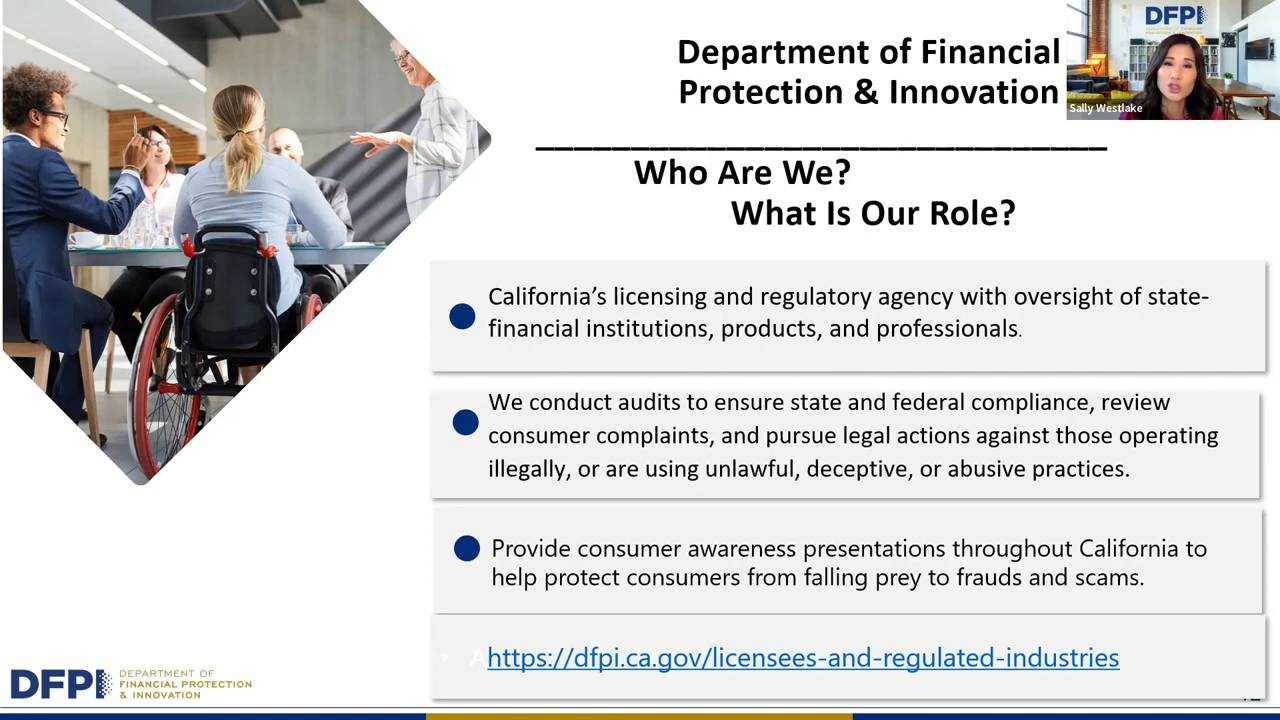 Department of Financial
Protection & Innovation
DFPI
Sally Westlake
Who Are We?
What Is Our Role?
California’s licensing and regulatory agency with oversight of state-
financial institutions, products, and professionals.
We conduct audits to ensure state and federal compliance, review
consumer complaints, and pursue legal actions against those operating
illegally, or are using unlawful, deceptive, or abusive practices.
Provide consumer awareness presentations throughout California to
help protect consumers from falling prey to frauds and scams.
• Ahttps://dfpi.ca.gov/licensees-and-regulated-industries
DFPI
DEPARTMENT OF
FINANCIAL PROTECTION
& INNOVATION